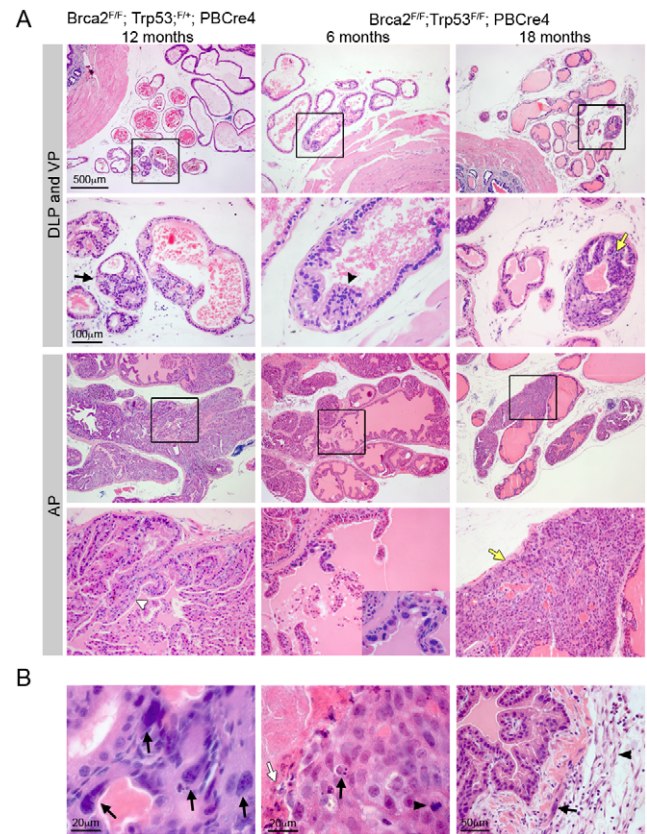 A
Brca2F/F; Trp53;F/+; PBCre4
Brca2F/F;Trp53F/F; PBCre4
12 months
6 months
18 months
DLP and VP
500µm
100µm
AP
B
20µm
20µm
50µm